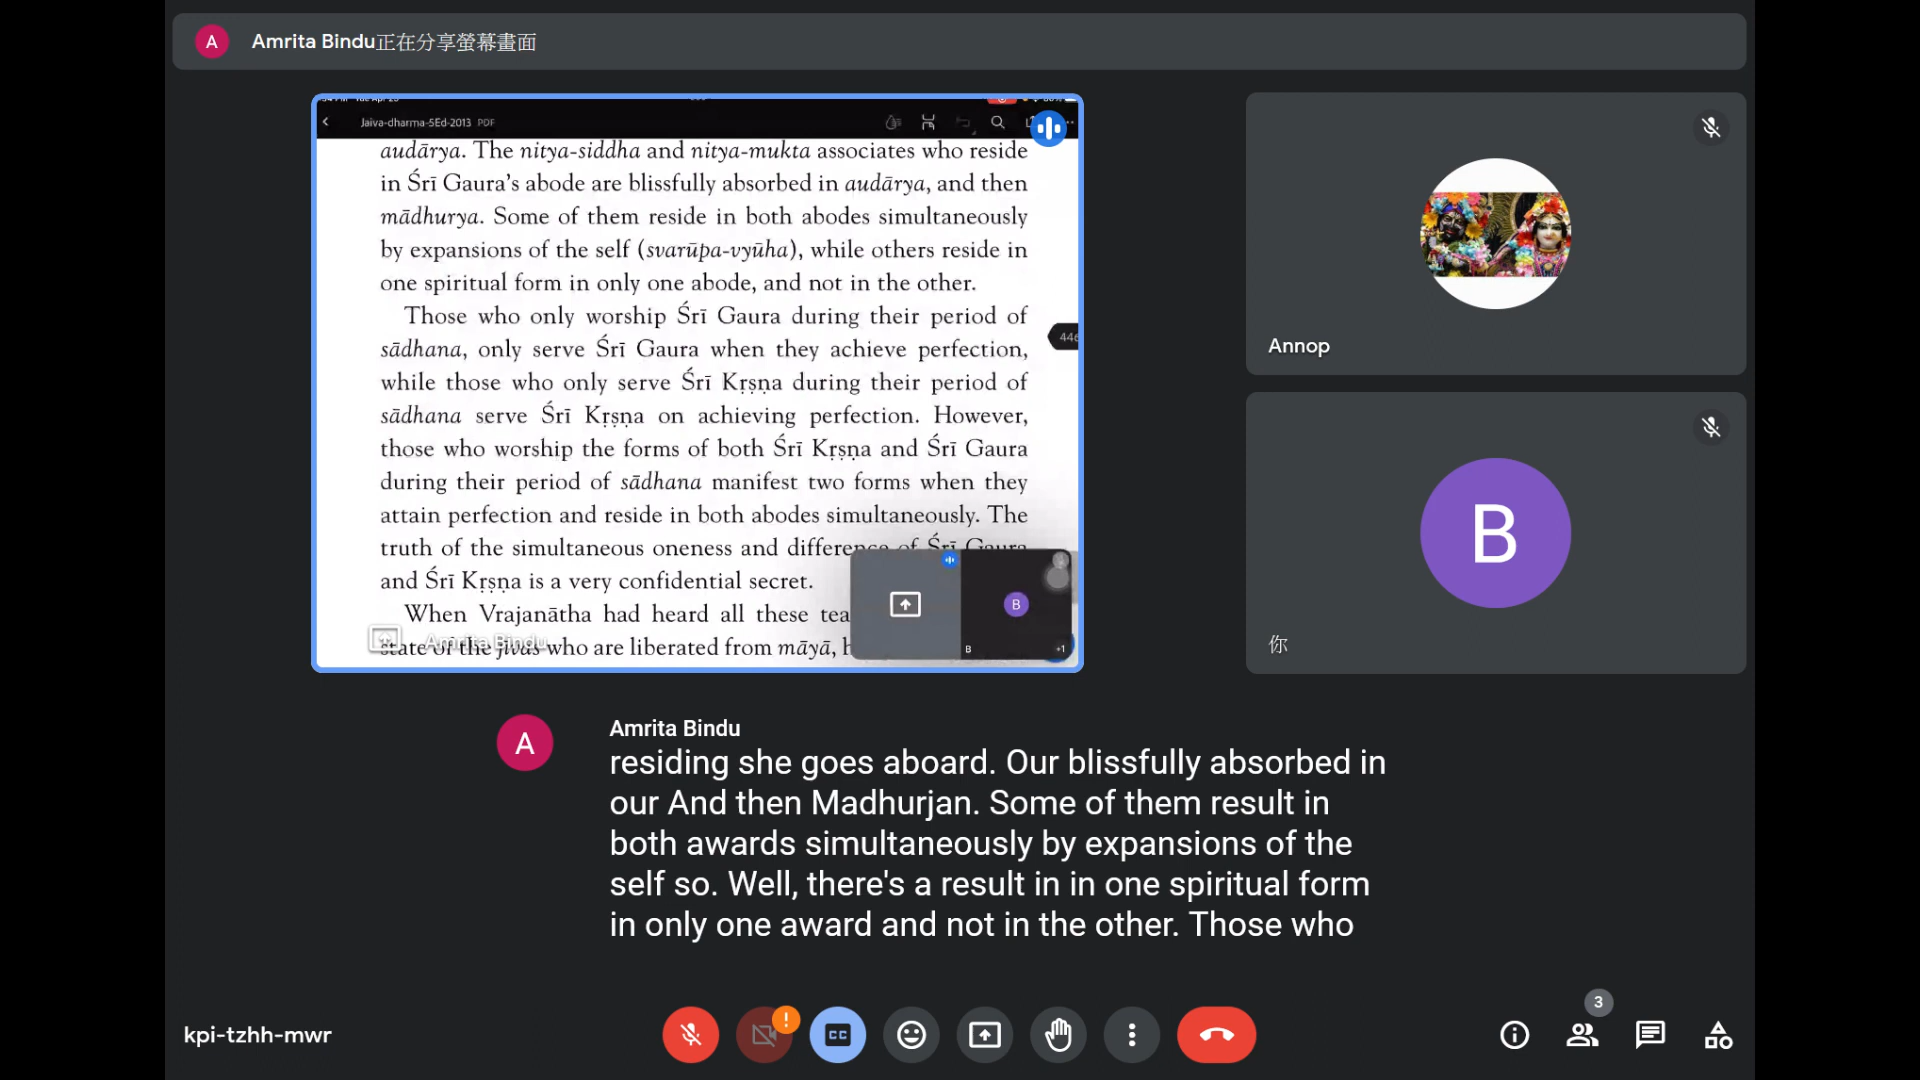 A
Amrita Bindu正在分享螢幕畫面
Jaiva-dharma-5Ed-2013 PDF
audārya. The nitya-siddha and nitya-mukta associates who reside
in Śrī Gaura's abode are blissfully absorbed in audārya, and then
mādhurya. Some of them reside in both abodes simultaneously
by expansions of the self (svarūpa-vyūha), while others reside in
one spiritual form in only one abode, and not in the other.
Those who only worship Śrī Gaura during their period of
sādhana, only serve Śrī Gaura when they achieve perfection,
while those who only serve Śrī Kṛṣṇa during their period of
sādhana serve Śrī Kṛṣṇa on achieving perfection. However,
those who worship the forms of both Śrī Kṛṣṇa and Śrī Gaura
during their period of sādhana manifest two forms when they
attain perfection and reside in both abodes simultaneously. The
truth of the simultaneous oneness and difference of Śrī Gaura
and Śrī Kṛṣṇa is a very confidential secret.
When Vrajanātha had heard all these
state of the jīvas who are liberated from māyā,
446
Amrita Bindu
B
B
+1
Annop
B
你
A
Amrita Bindu
residing she goes aboard. Our blissfully absorbed in
our And then Madhurjan. Some of them result in
both awards simultaneously by expansions of the
self so. Well, there's a result in in one spiritual form
in only one award and not in the other. Those who
kpi-tzhh-mwr
!
CC
3